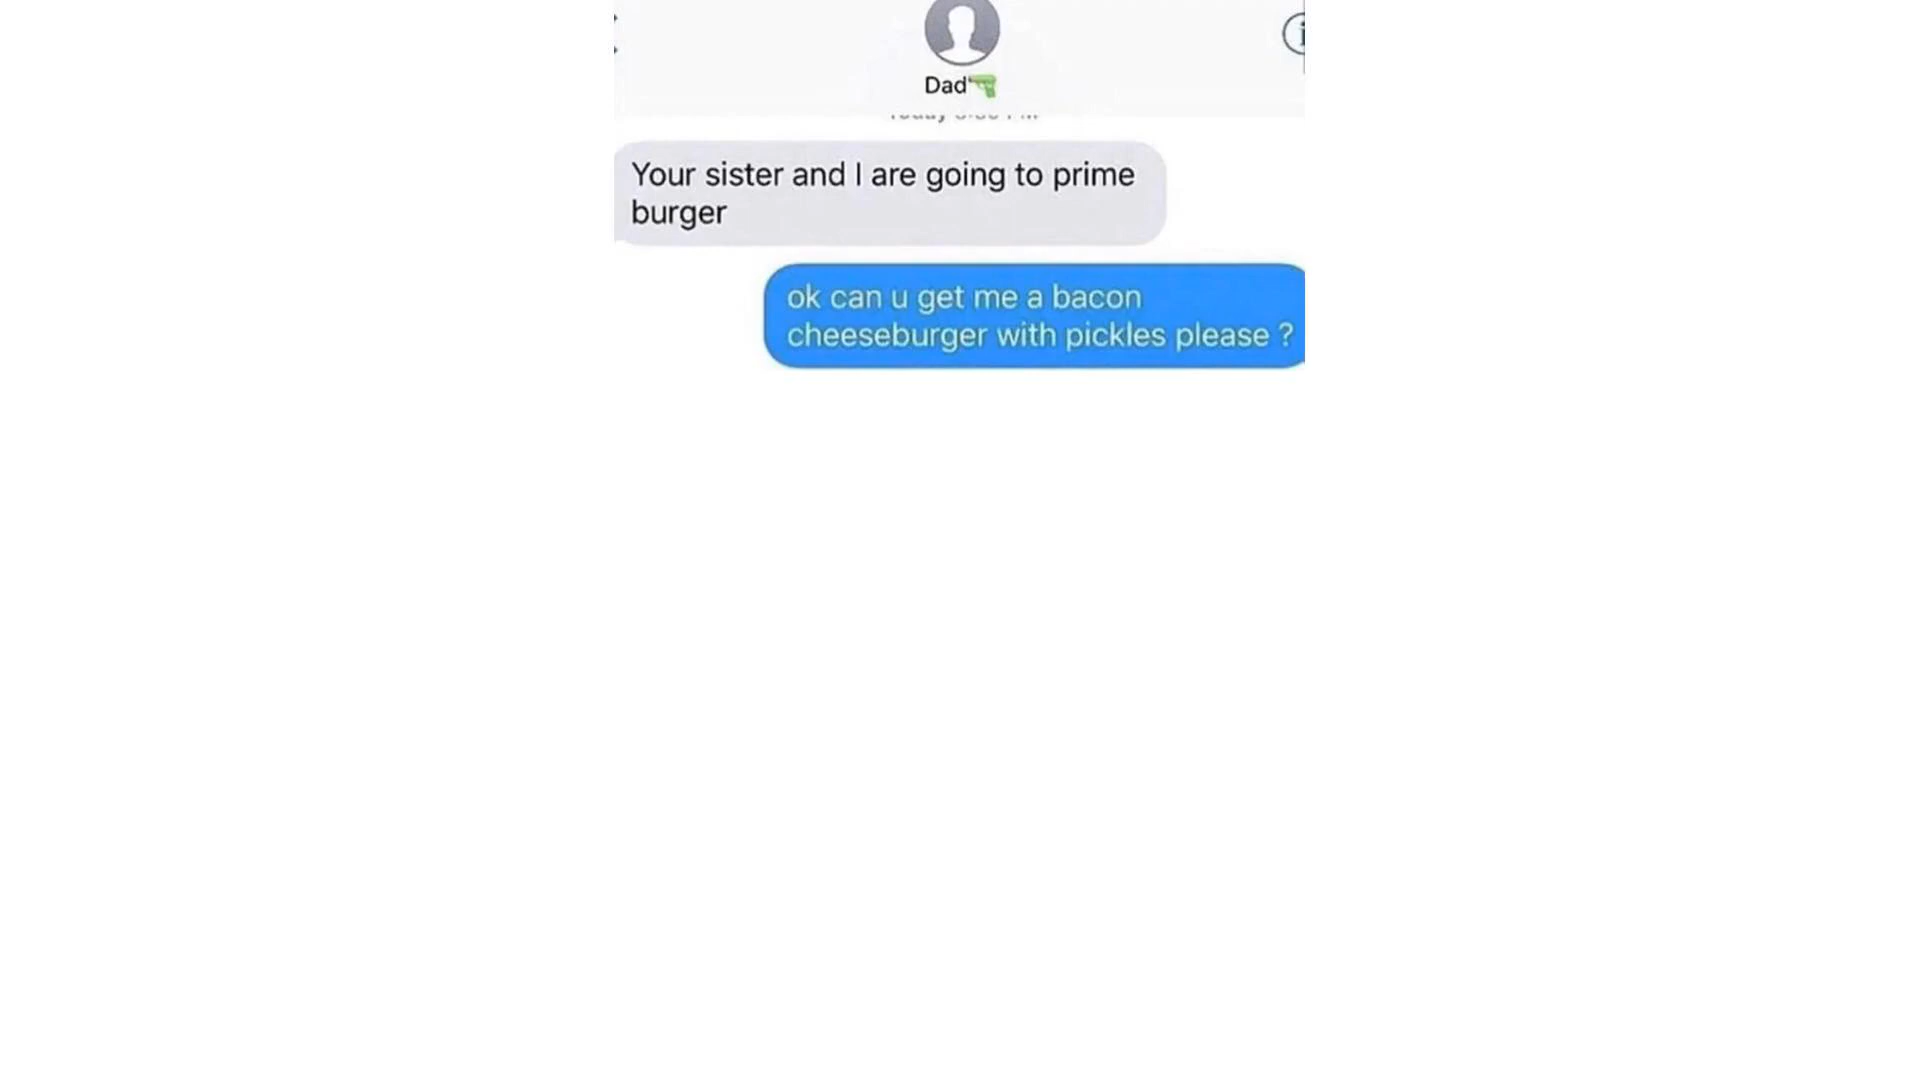 Dad🔫
Your sister and I are going to prime
burger
ok can u get me a bacon
cheeseburger with pickles please ?